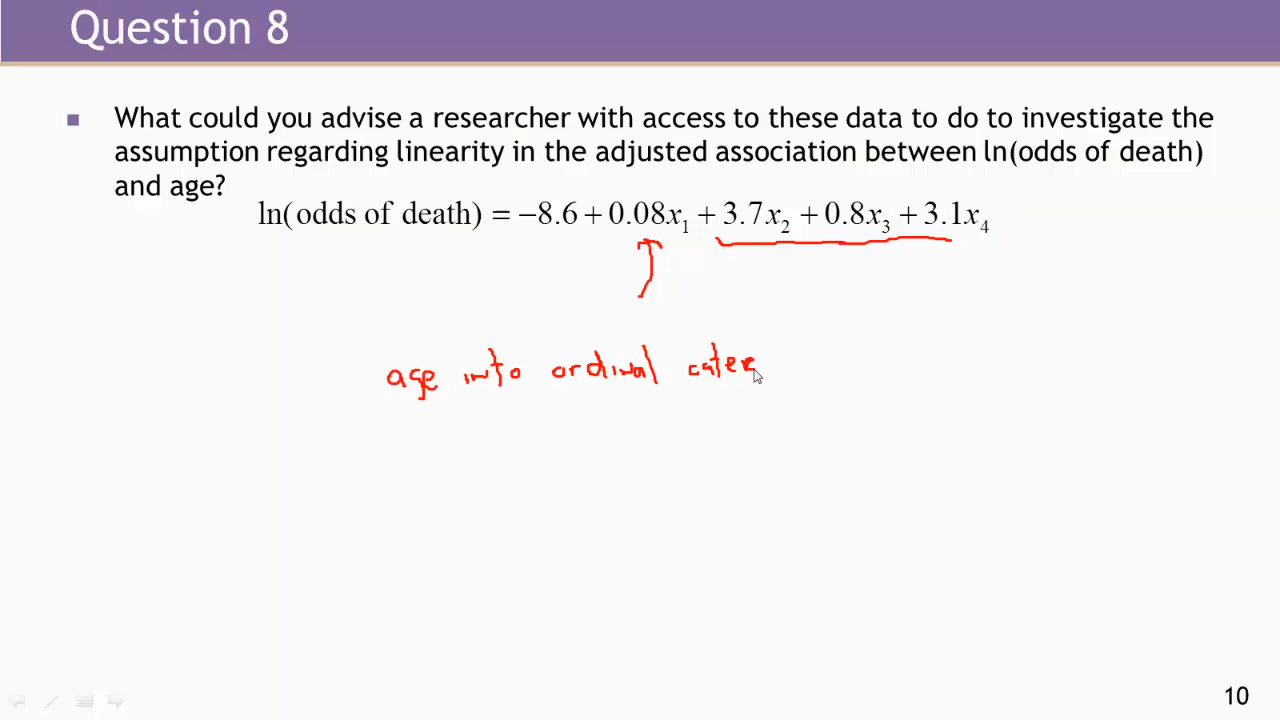 Question 8
What could you advise a researcher with access to these data to do to investigate the
assumption regarding linearity in the adjusted association between ln(odds of death)
and age?
ln(odds of death) = −8.6 + 0.08x₁ + 3.7x₂ + 0.8x₃ + 3.1x₄
age into ordinal
10